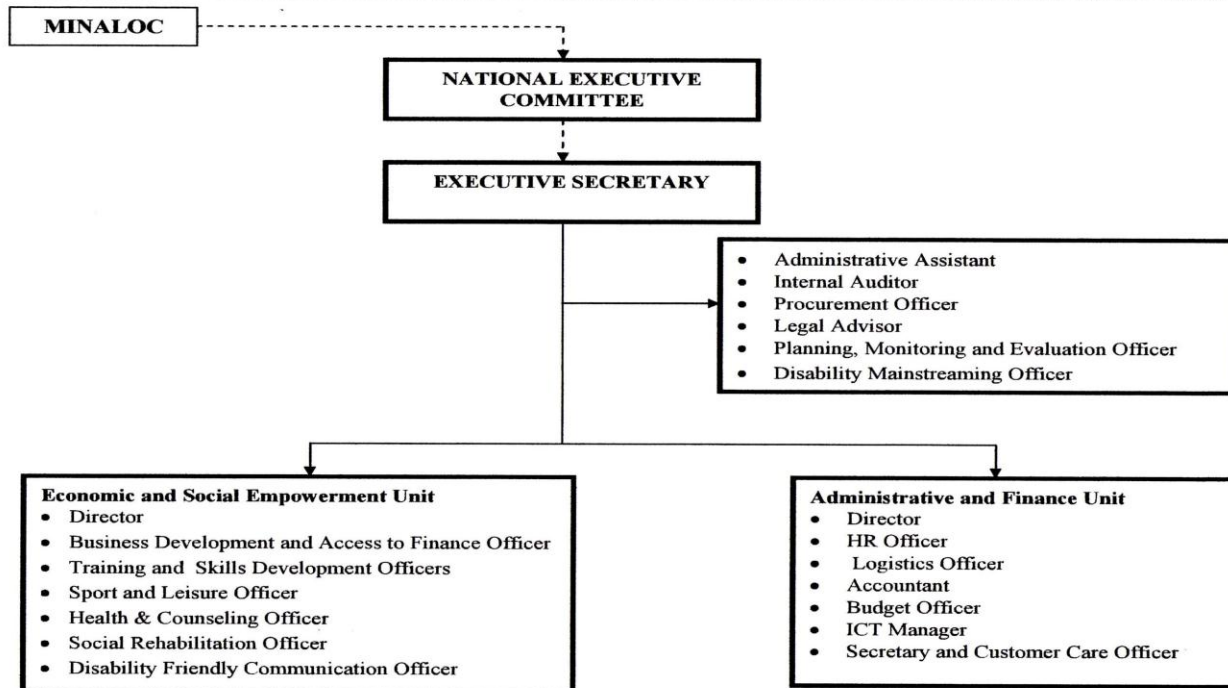 MINALOC
NATIONAL EXECUTIVE
COMMITTEE
EXECUTIVE SECRETARY
• Administrative Assistant
• Internal Auditor
• Procurement Officer
• Legal Advisor
• Planning, Monitoring and Evaluation Officer
• Disability Mainstreaming Officer
Economic and Social Empowerment Unit
• Director
• Business Development and Access to Finance Officer
• Training and Skills Development Officers
• Sport and Leisure Officer
• Health & Counseling Officer
• Social Rehabilitation Officer
• Disability Friendly Communication Officer
Administrative and Finance Unit
• Director
• HR Officer
• Logistics Officer
• Accountant
• Budget Officer
• ICT Manager
• Secretary and Customer Care Officer